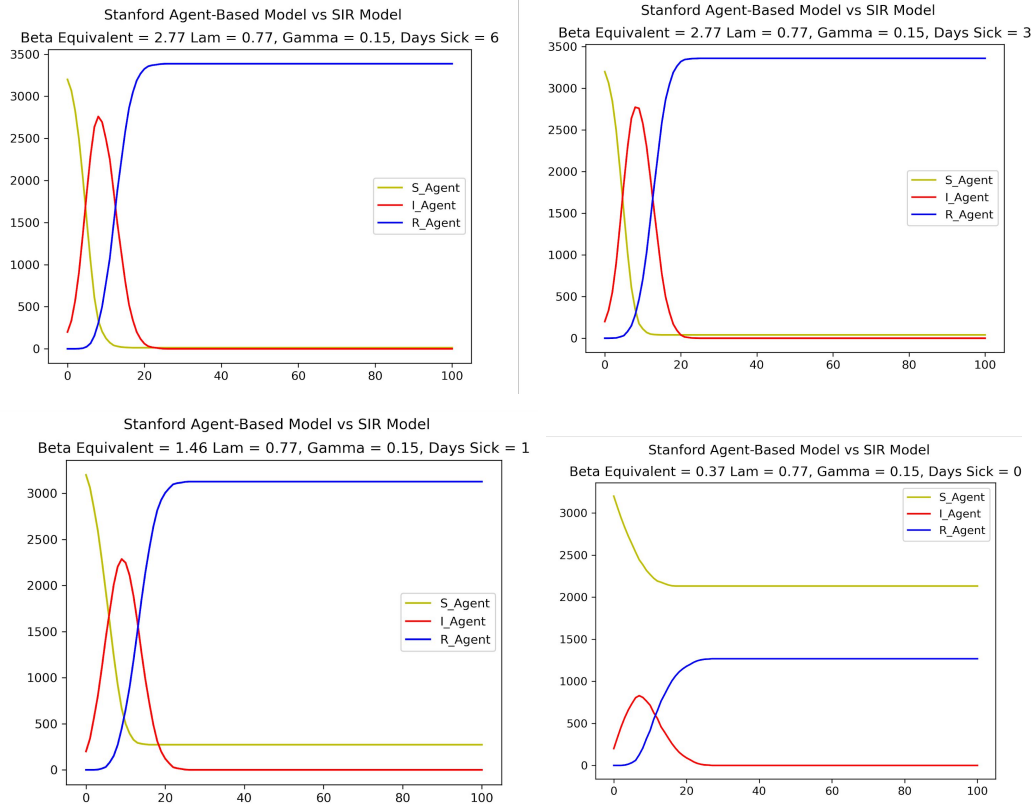 Stanford Agent-Based Model vs SIR Model
Beta Equivalent = 2.77 Lam = 0.77, Gamma = 0.15, Days Sick = 6
3500
3000
2500
2000
1500
1000
500
0
S_Agent
I_Agent
R_Agent
0 20 40 60 80 100
Stanford Agent-Based Model vs SIR Model
Beta Equivalent = 2.77 Lam = 0.77, Gamma = 0.15, Days Sick = 3
3500
3000
2500
2000
1500
1000
500
0
S_Agent
I_Agent
R_Agent
0 20 40 60 80 100
Stanford Agent-Based Model vs SIR Model
Beta Equivalent = 1.46 Lam = 0.77, Gamma = 0.15, Days Sick = 1
3000
2500
2000
1500
1000
500
0
S_Agent
I_Agent
R_Agent
0 20 40 60 80 100
Stanford Agent-Based Model vs SIR Model
Beta Equivalent = 0.37 Lam = 0.77, Gamma = 0.15, Days Sick = 0
3000
2500
2000
1500
1000
500
0
S_Agent
I_Agent
R_Agent
0 20 40 60 80 100